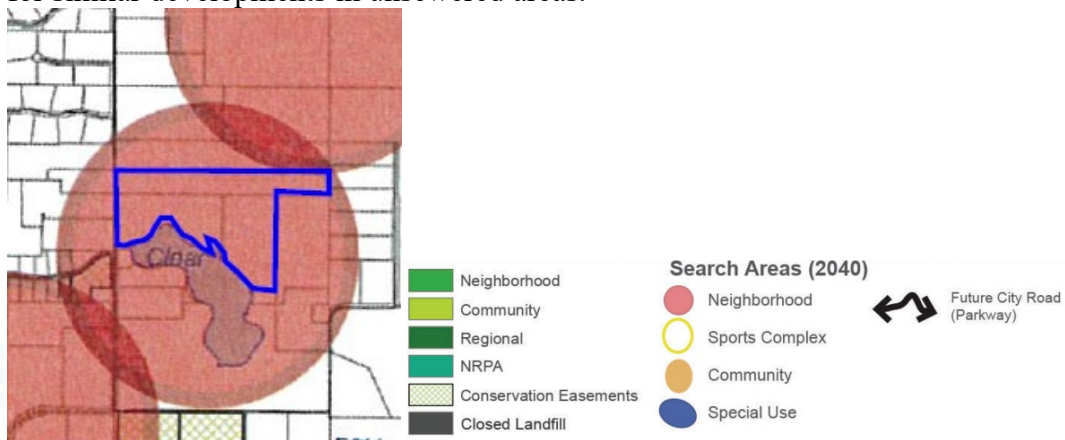 for similar developments in unsewered areas.
Clear
Neighborhood
Community
Regional
NRPA
Conservation Easements
Closed Landfill
Search Areas (2040)
Neighborhood
Sports Complex
Community
Special Use
Future City Road
(Parkway)